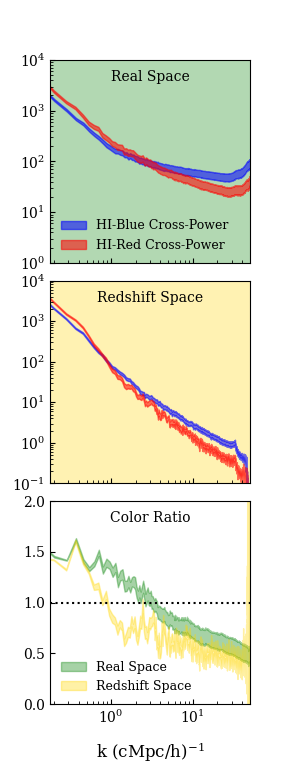 10^4
Real Space
10^3
10^2
10^1
HI-Blue Cross-Power
HI-Red Cross-Power
10^0
10^4
Redshift Space
10^3
10^2
10^1
10^0
10^−1
2.0
Color Ratio
1.5
1.0
0.5
Real Space
Redshift Space
0.0
10^0 10^1
k (cMpc/h)^−1